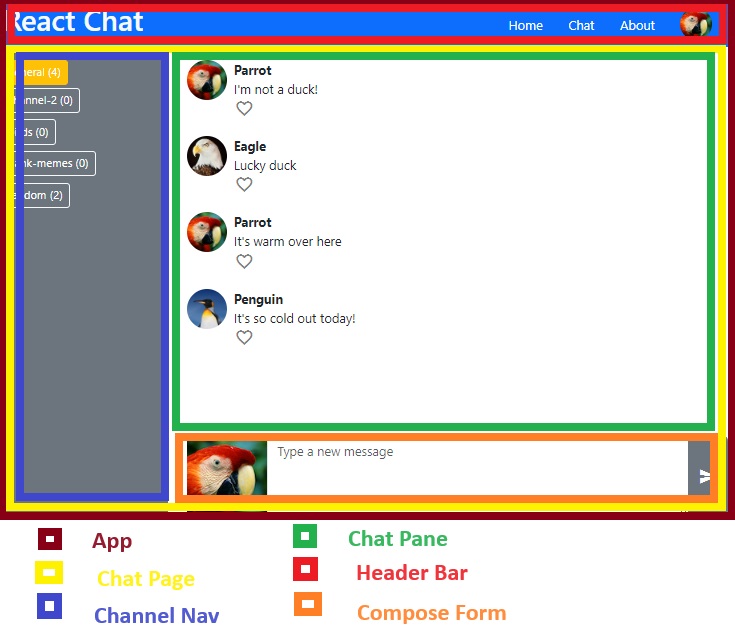 React Chat
Home Chat About
neral (4)
annel-2 (0)
ds (0)
nk-memes (0)
ndom (2)
Parrot
I'm not a duck!
Eagle
Lucky duck
Parrot
It's warm over here
Penguin
It's so cold out today!
Type a new message
App
Chat Pane
Chat Page
Header Bar
Channel Nav
Compose Form